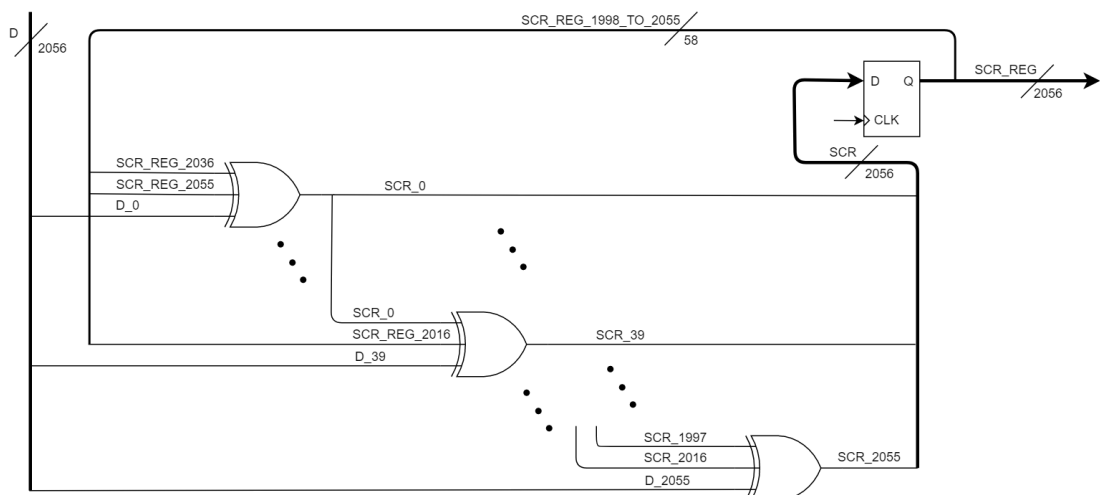 SCR_REG_1998_TO_2055
D
2056
58
SCR_REG
D Q
2056
CLK
SCR
2056
SCR_REG_2036
SCR_REG_2055
SCR_0
D_0
SCR_0
SCR_REG_2016
SCR_39
D_39
SCR_1997
SCR_2016
SCR_2055
D_2055